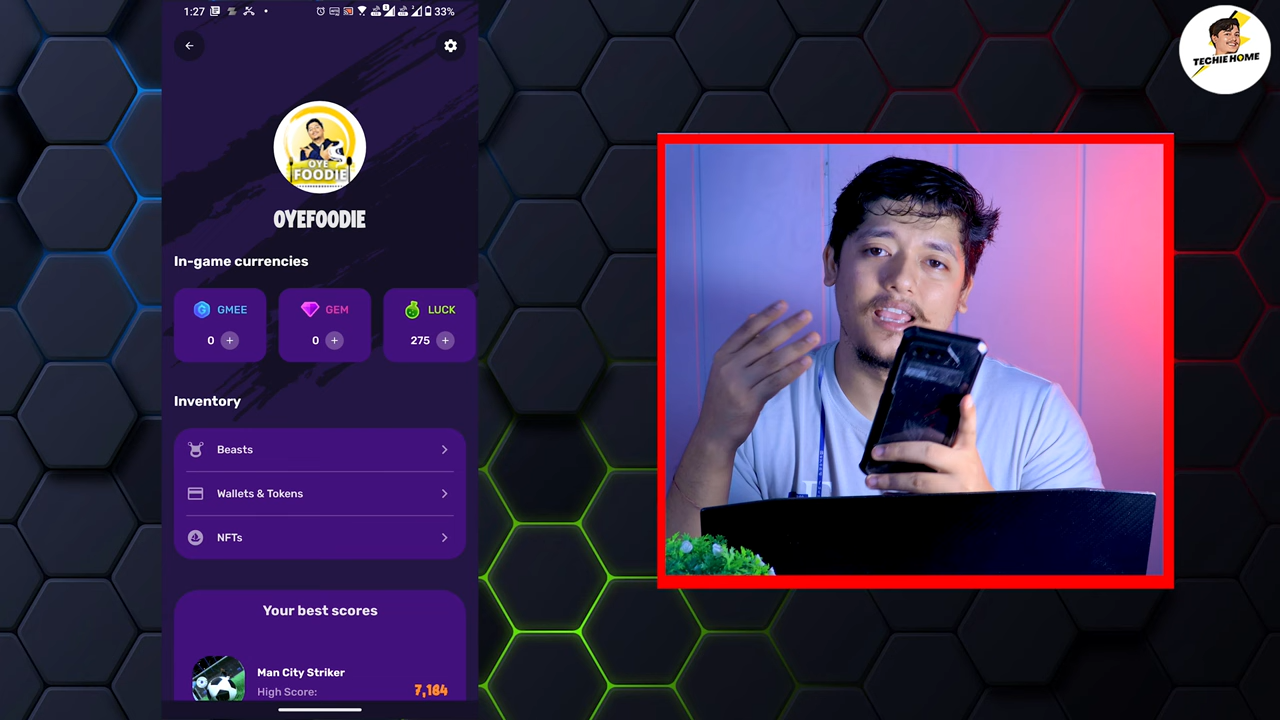 1:27
33%
TECHIE HOME
OYE
FOODIE
OYEFOODIE
In-game currencies
GMEE
GEM
LUCK
0 +
0 +
275 +
Inventory
Beasts
Wallets & Tokens
NFTs
Your best scores
Man City Striker
High Score:
7,184